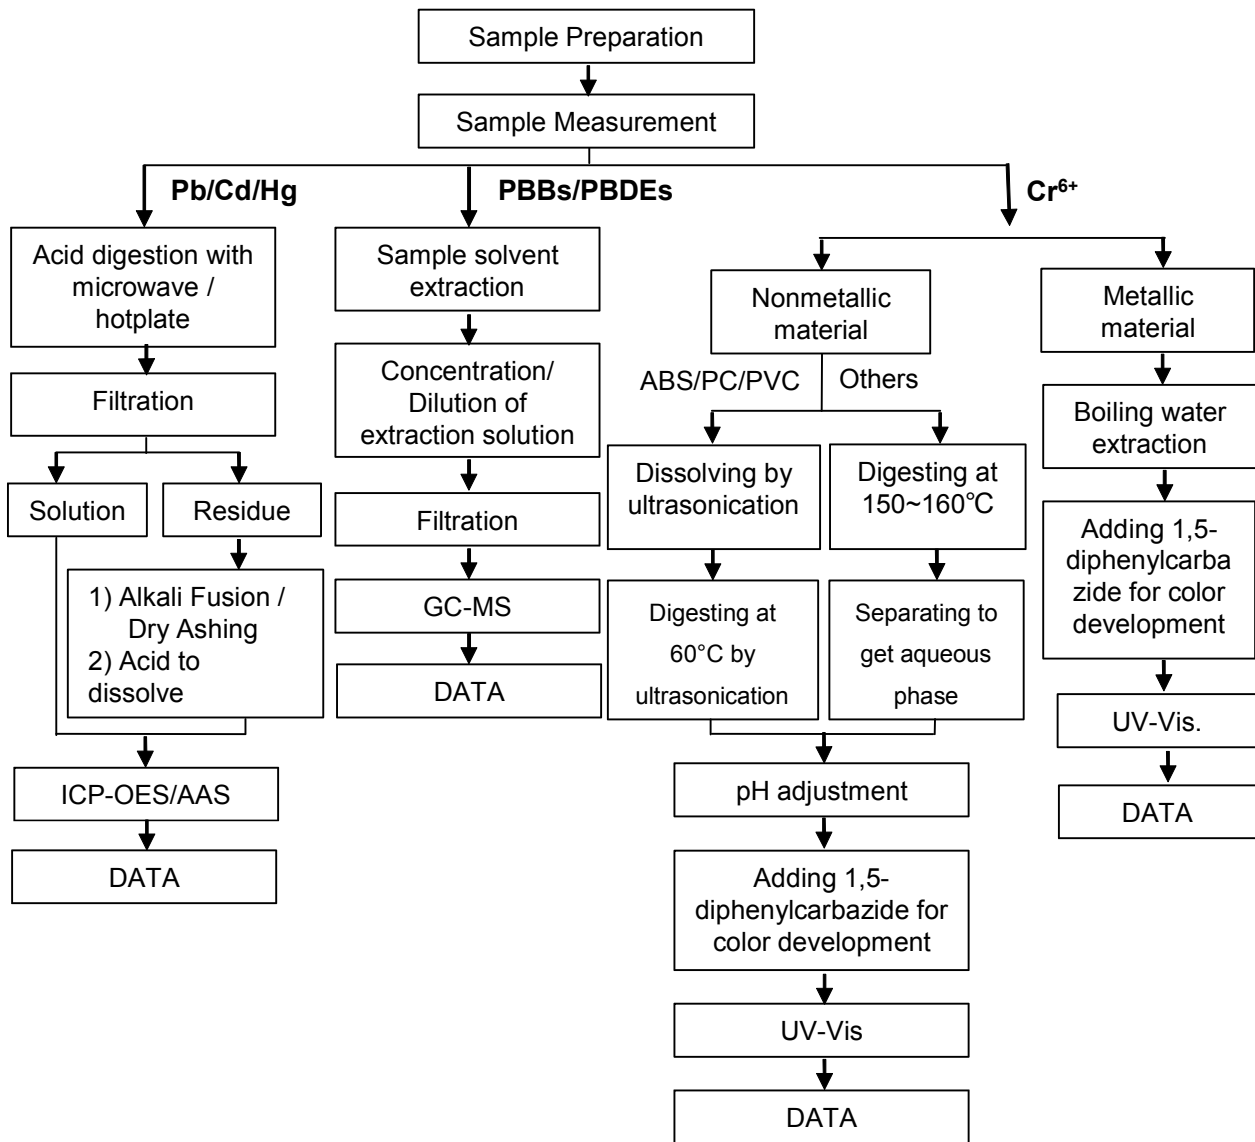 Sample Preparation
Sample Measurement
Pb/Cd/Hg
PBBs/PBDEs
Cr⁶⁺
Acid digestion with
microwave /
hotplate
Filtration
Solution
Residue
1) Alkali Fusion /
Dry Ashing
2) Acid to
dissolve
ICP-OES/AAS
DATA
Sample solvent
extraction
Concentration/
Dilution of
extraction solution
Filtration
GC-MS
DATA
Nonmetallic
material
ABS/PC/PVC
Others
Dissolving by
ultrasonication
Digesting at
60°C by
ultrasonication
Digesting at
150~160℃
Separating to
get aqueous
phase
pH adjustment
Adding 1,5-
diphenylcarbazide for
color development
UV-Vis
DATA
Metallic
material
Boiling water
extraction
Adding 1,5-
diphenylcarba
zide for color
development
UV-Vis.
DATA